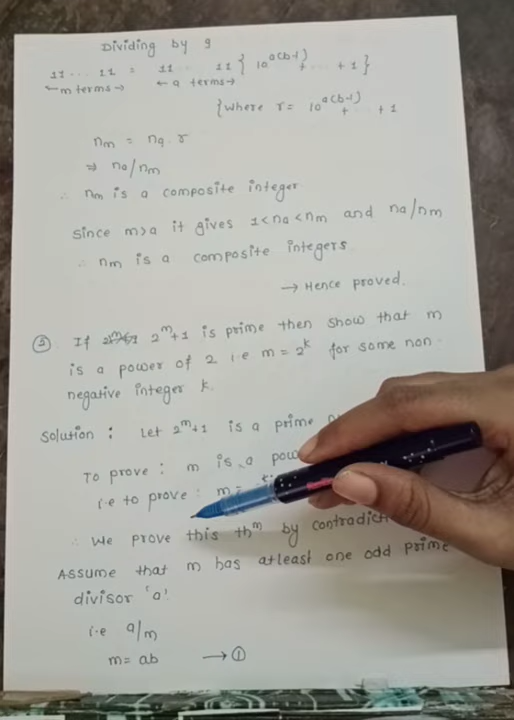 Dividing by 9
11 ... 11 = 11 ... 11 { 10^a(b-1) + ... + 1 }
← m terms → ← a terms →
{ where r = 10^a(b-1) + ... + 1
n_m = n_a . r
⇒ n_a / n_m
∴ n_m is a composite integer
since m>a it gives 1 < n_a < n_m and n_a/n_m
∴ n_m is a composite integers
→ Hence proved.
⑤ If 2^m+1 is prime then show that m
is a power of 2 i.e m = 2^k for some non-
negative integer k.
Solution : Let 2^m+1 is a prime
To prove : m is a
i.e to prove : m =
∴ We prove this th^m by
Assume that m has atleast one odd prime
divisor 'a'
i.e a/m
m = ab → ①